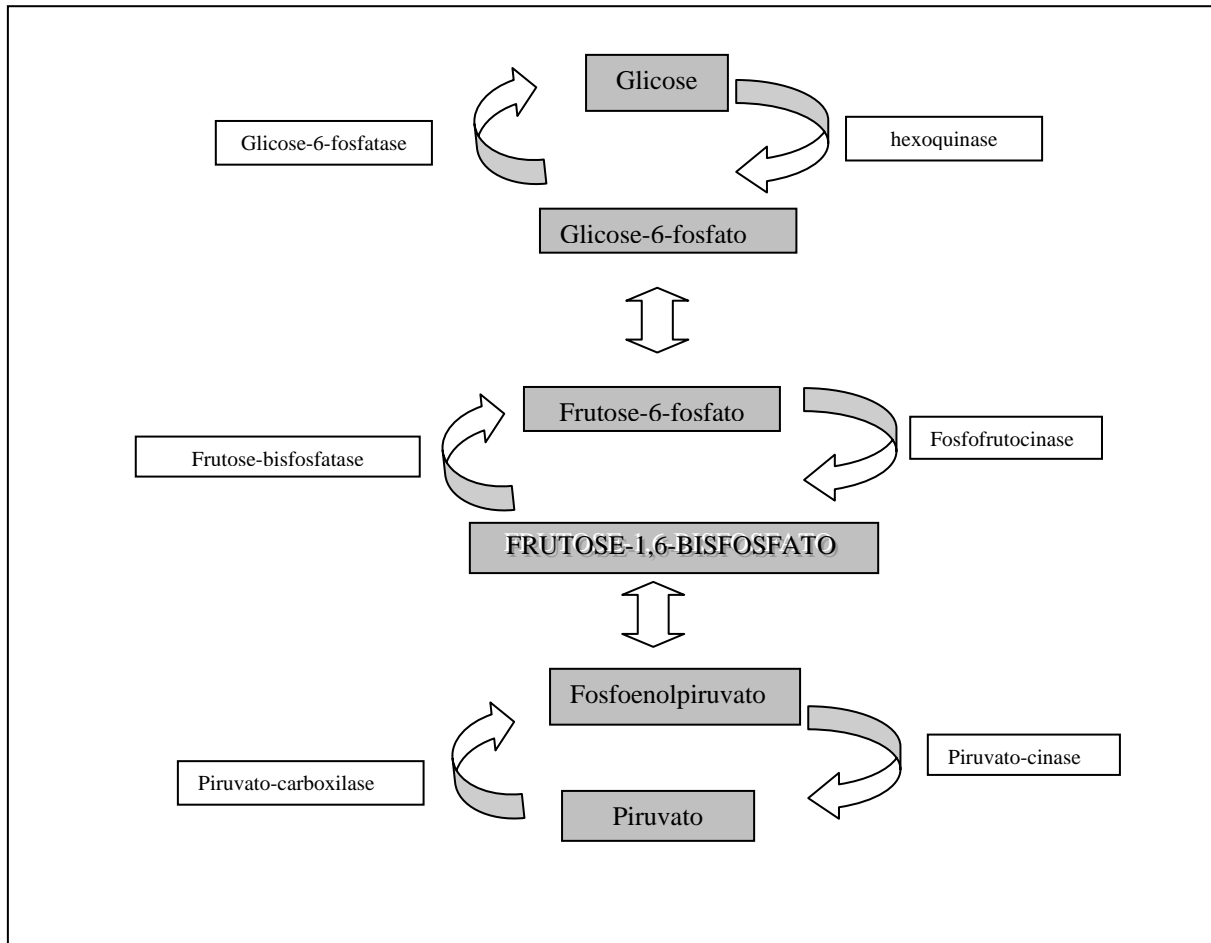 Glicose
Glicose-6-fosfatase
hexoquinase
Glicose-6-fosfato
Frutose-6-fosfato
Fosfofrutocinase
Frutose-bisfosfatase
FRUTOSE-1,6-BISFOSFATO
Fosfoenolpiruvato
Piruvato-cinase
Piruvato-carboxilase
Piruvato